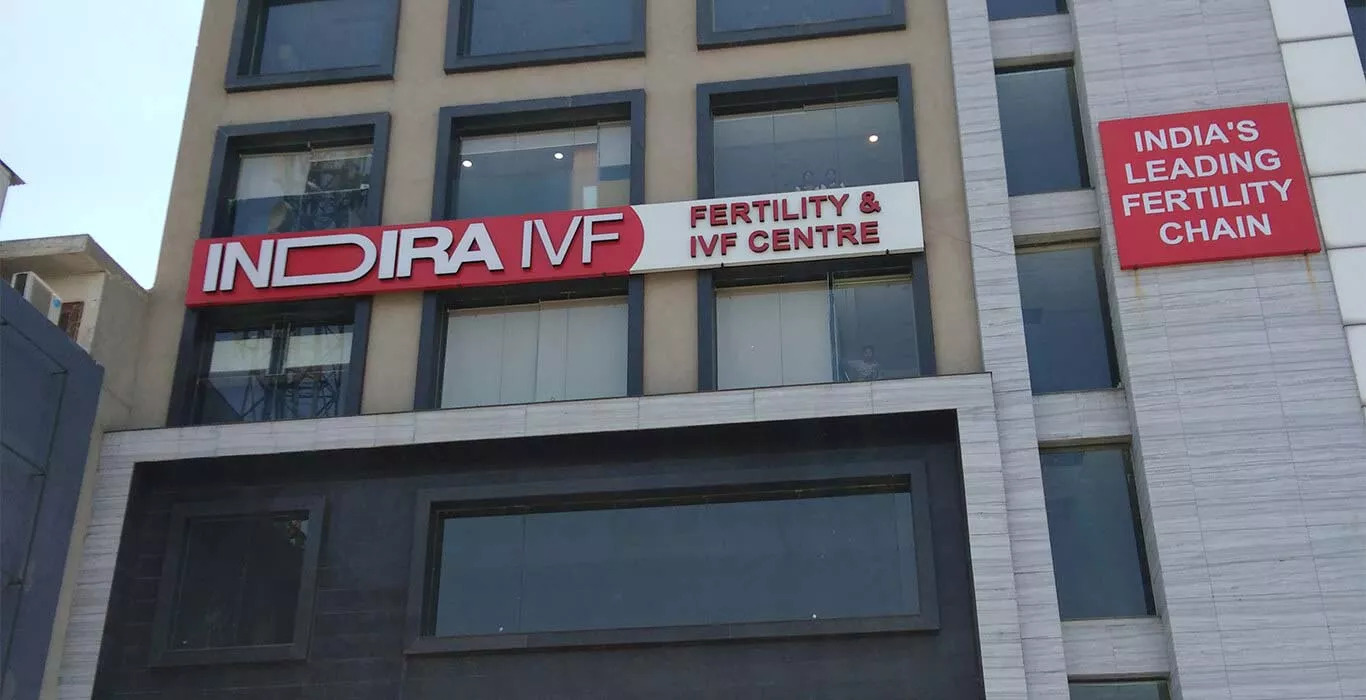 INDIRA IVF
FERTILITY &
IVF CENTRE
INDIA'S
LEADING
FERTILITY
CHAIN